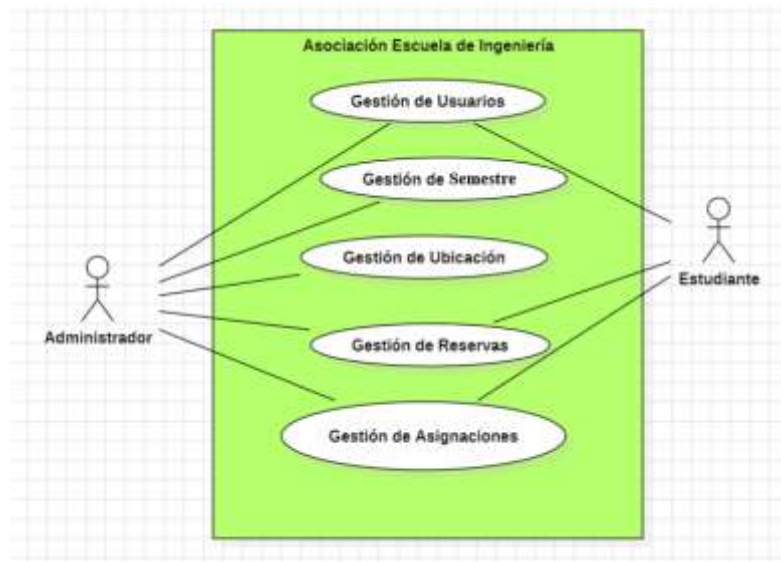 Asociación Escuela de Ingeniería
Gestión de Usuarios
Gestión de Semestre
Gestión de Ubicación
Gestión de Reservas
Gestión de Asignaciones
Administrador
Estudiante